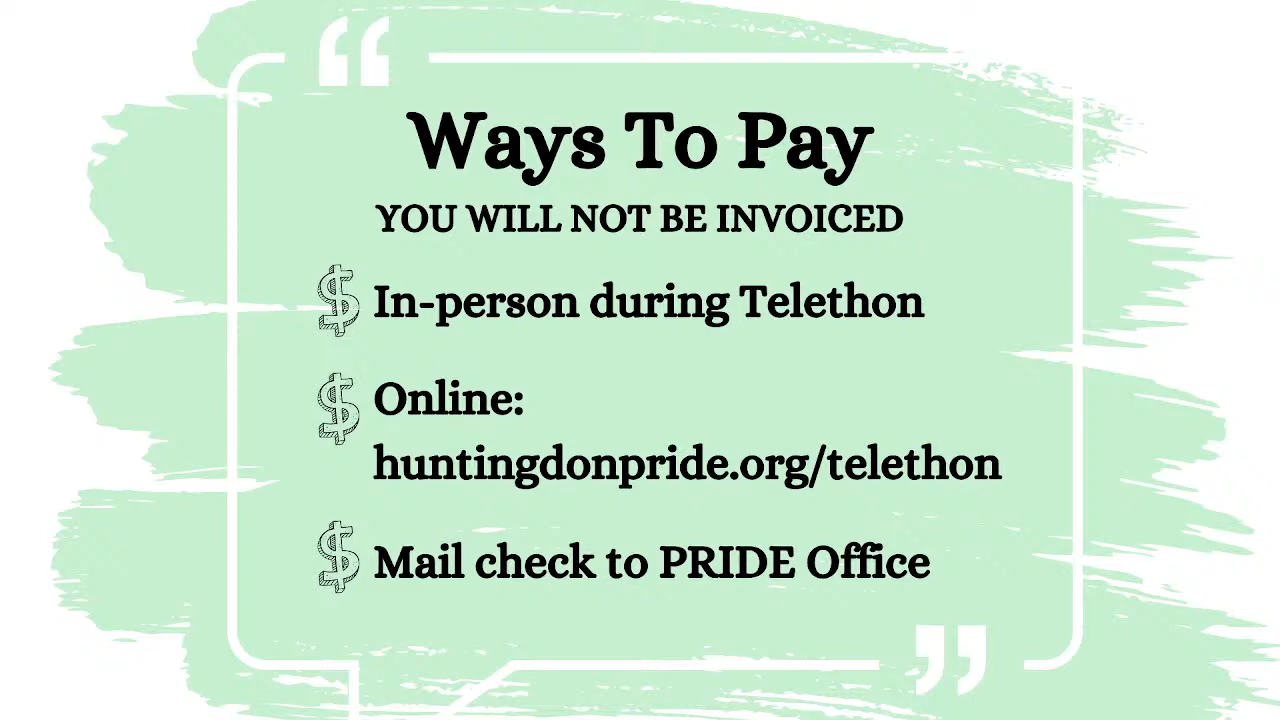 Ways To Pay
YOU WILL NOT BE INVOICED
$ In-person during Telethon
$ Online:
huntingdonpride.org/telethon
$ Mail check to PRIDE Office